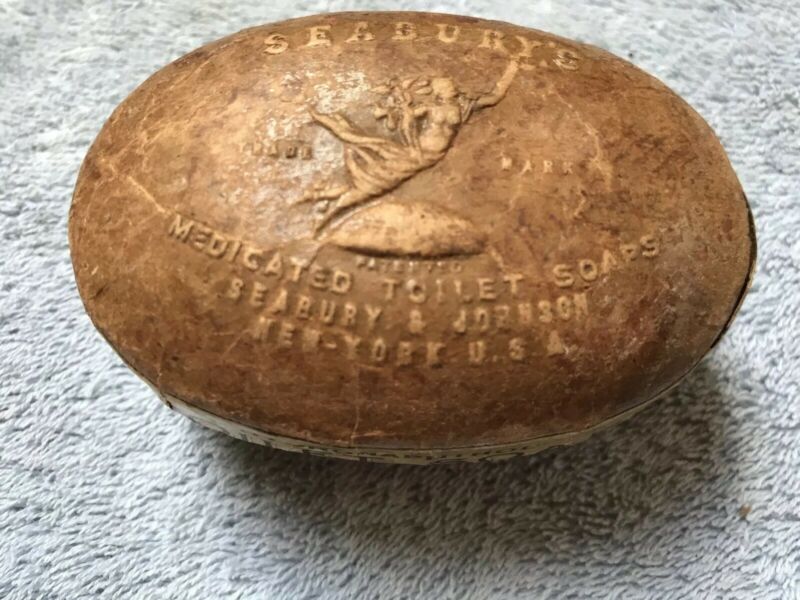 SEABURY'S
TRADE MARK
PATENTED
MEDICATED TOILET SOAPS
SEABURY & JOHNSON
NEW-YORK U.S.A.